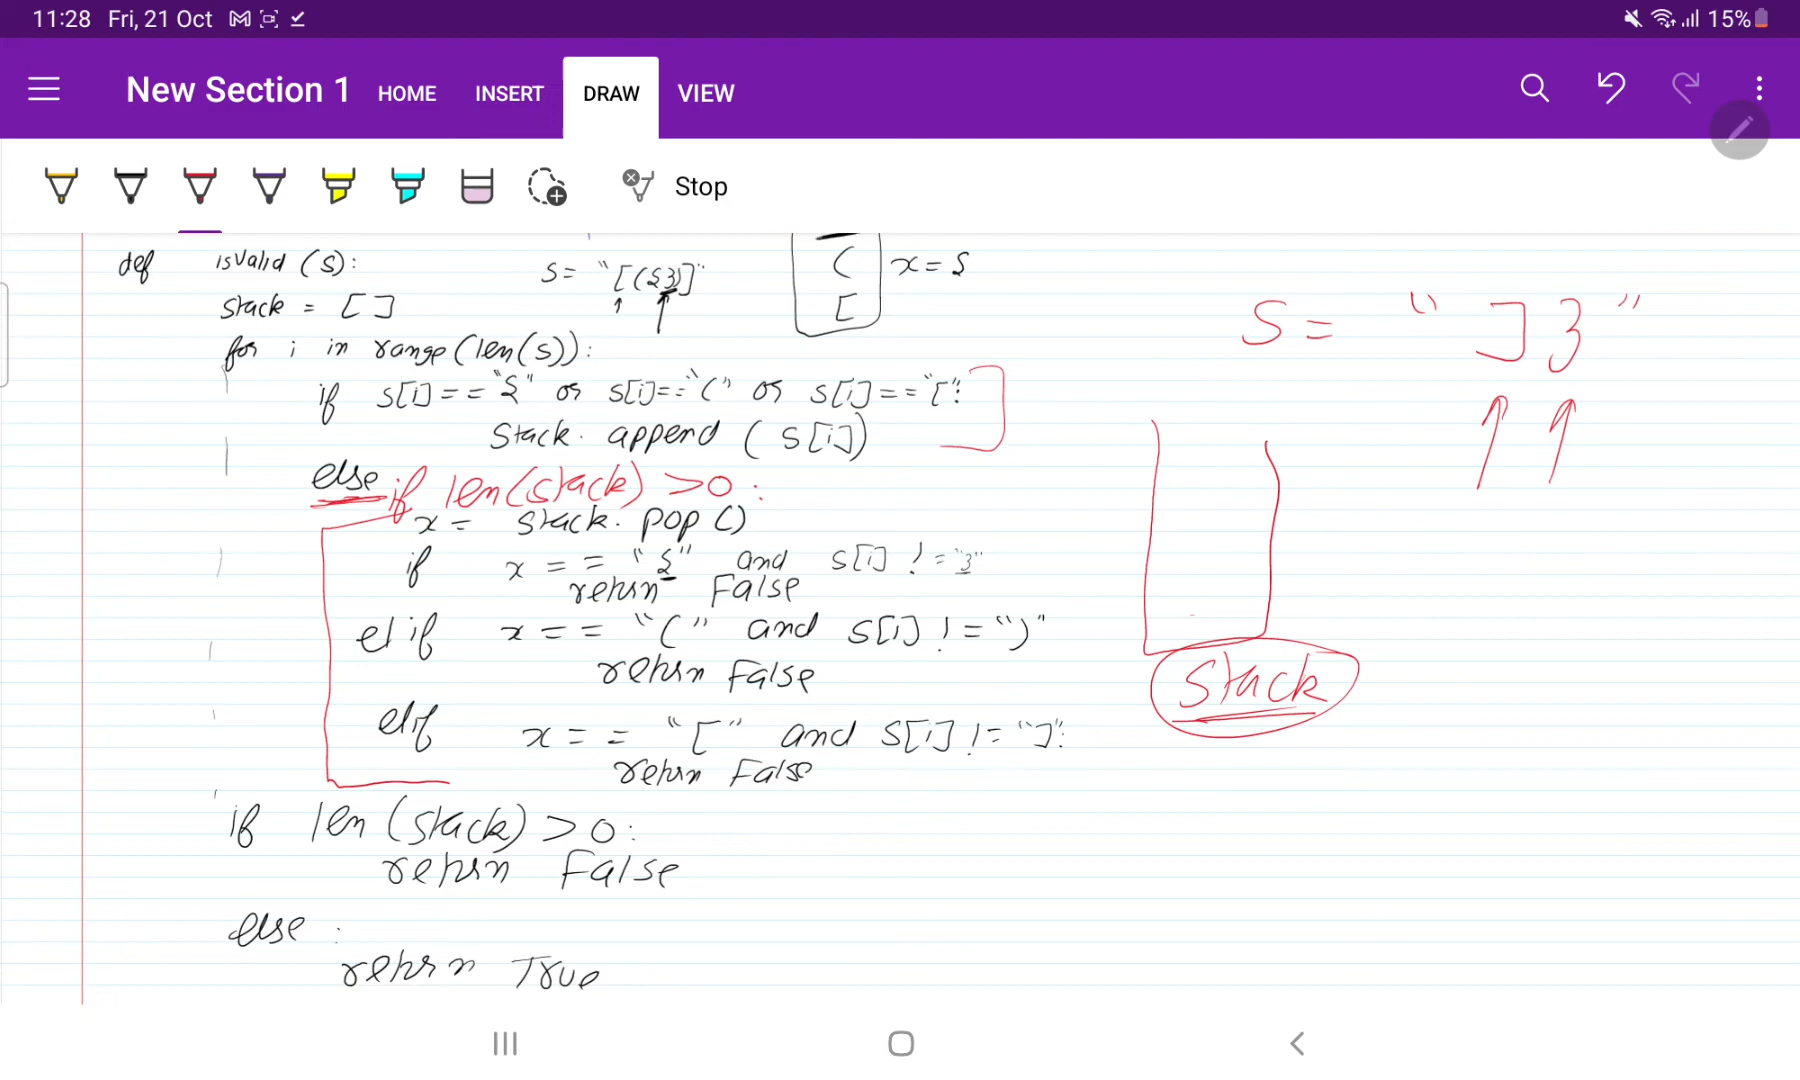 11:28 Fri, 21 Oct 15%
New Section 1 HOME INSERT DRAW VIEW
Stop
def isValid (s):
stack = [ ]
for i in range(len(s)):
if s[i]=="{" or s[i]=="(" or s[i]=="[":
Stack. append ( s[i])
else if len(stack) >0 :
x = stack. pop ()
if x == "{" and s[i] !="}"
return False
elif x == "(" and s[i] != ")"
return False
elif x == "[" and s[i] != "]":
return False
if len (stack) > 0:
return False
else :
return True
S= "[({})]"
(
[
x = {
S = " ] } "
Stack